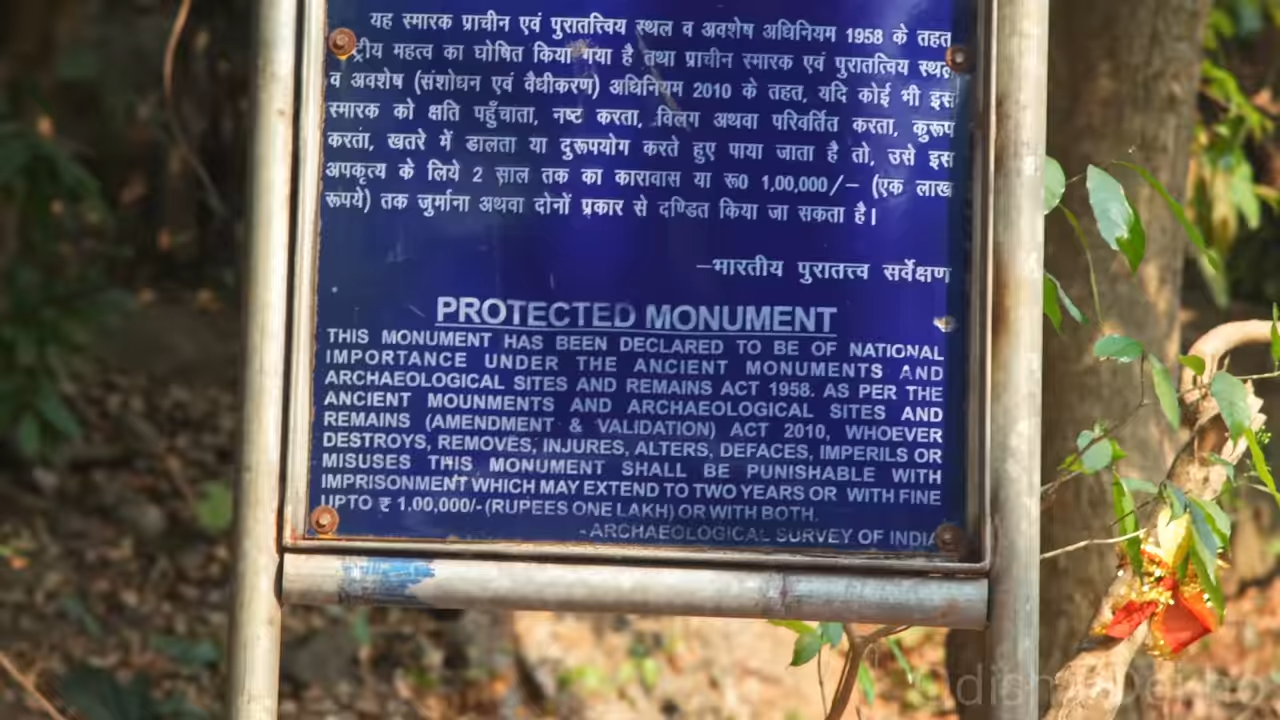 यह स्मारक प्राचीन एवं पुरातत्त्विय स्थल व अवशेष अधिनियम 1958 के तहत
ट्रीय महत्व का घोषित किया गया है तथा प्राचीन स्मारक एवं पुरातत्विय स्थल
व अवशेष (संशोधन एवं वैधीकरण) अधिनियम 2010 के तहत, यदि कोई भी इस
स्मारक को क्षति पहुँचाता, नष्ट करता, विलग अथवा परिवर्तित करता, कुरूप
करता, खतरे में डालता या दुरूपयोग करते हुए पाया जाता है तो, उसे इस
अपकृत्य के लिये 2 साल तक का कारावास या रू0 1,00,000/– (एक लाख
रूपये) तक जुर्माना अथवा दोनों प्रकार से दण्डित किया जा सकता है।
–भारतीय पुरातत्त्व सर्वेक्षण
PROTECTED MONUMENT
THIS MONUMENT HAS BEEN DECLARED TO BE OF NATIONAL
IMPORTANCE UNDER THE ANCIENT MONUMENTS AND
ARCHAEOLOGICAL SITES AND REMAINS ACT 1958. AS PER THE
ANCIENT MOUNMENTS AND ARCHAEOLOGICAL SITES AND
REMAINS (AMENDMENT & VALIDATION) ACT 2010, WHOEVER
DESTROYS, REMOVES, INJURES, ALTERS, DEFACES, IMPERILS OR
MISUSES THIS MONUMENT SHALL BE PUNISHABLE WITH
IMPRISONMENT WHICH MAY EXTEND TO TWO YEARS OR WITH FINE
UPTO ₹ 1,00,000/- (RUPEES ONE LAKH) OR WITH BOTH.
- ARCHAEOLOGICAL SURVEY OF INDIA